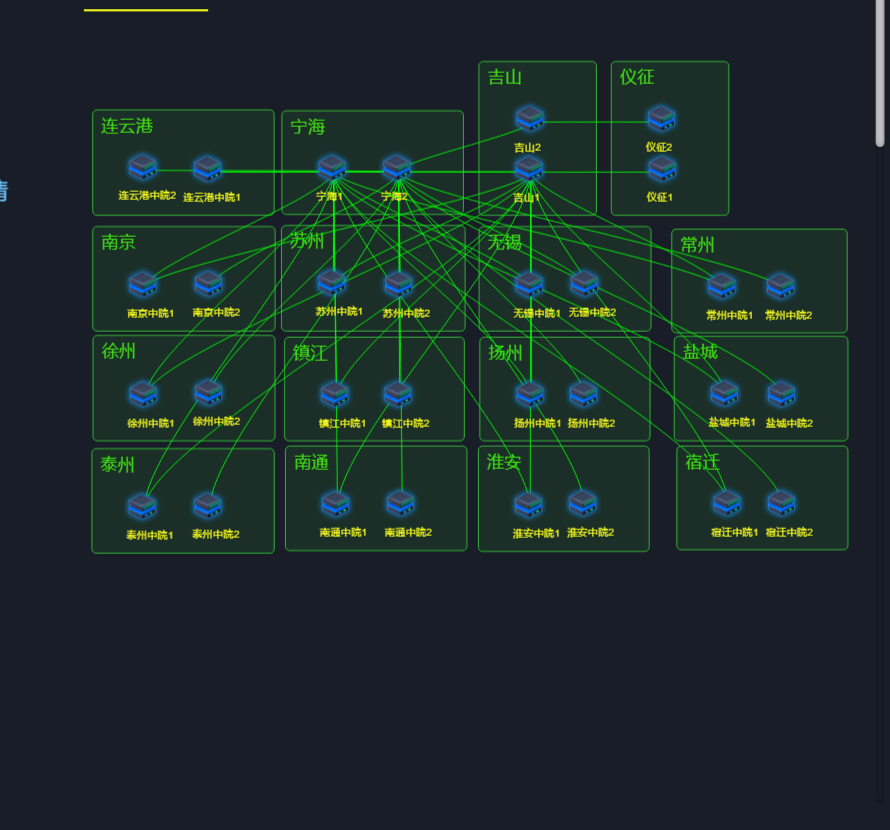 吉山
仪征
连云港
宁海
吉山2
仪征2
连云港中院2
连云港中院1
宁海1
宁海2
吉山1
仪征1
南京
苏州
无锡
常州
南京中院1
南京中院2
苏州中院1
苏州中院2
无锡中院1
无锡中院2
常州中院1
常州中院2
徐州
镇江
扬州
盐城
徐州中院1
徐州中院2
镇江中院1
镇江中院2
扬州中院1
扬州中院2
盐城中院1
盐城中院2
泰州
南通
淮安
宿迁
泰州中院1
泰州中院2
南通中院1
南通中院2
淮安中院1
淮安中院2
宿迁中院1
宿迁中院2